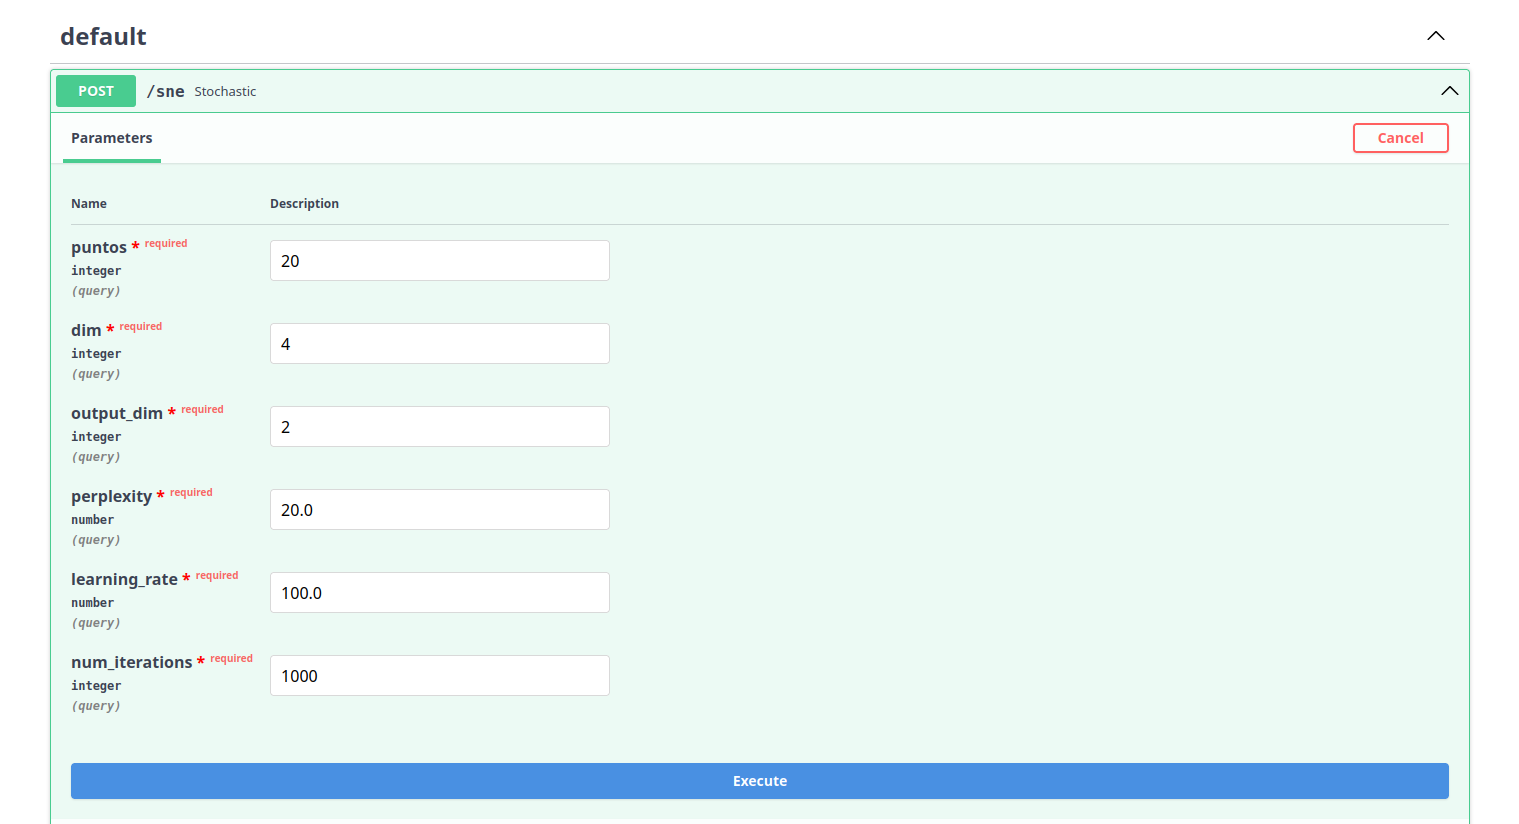 default
POST /sne Stochastic
Parameters
Cancel
Name Description
puntos * required
integer
(query)
20
dim * required
integer
(query)
4
output_dim * required
integer
(query)
2
perplexity * required
number
(query)
20.0
learning_rate * required
number
(query)
100.0
num_iterations * required
integer
(query)
1000
Execute